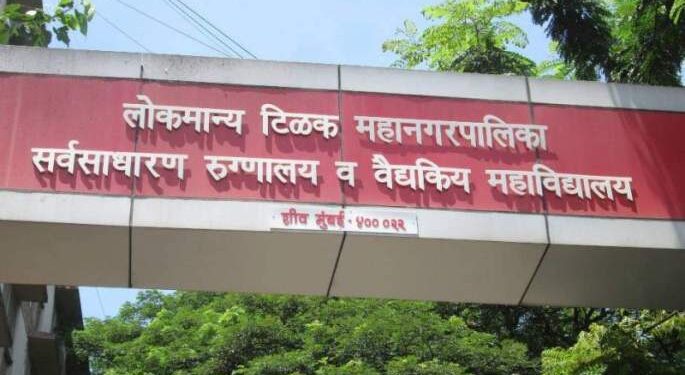 लोकमान्य टिळक महानगरपालिका
सर्वसाधारण रुग्णालय व वैद्यकिय महाविद्यालय
शीव मुंबई - ४०० ०२२